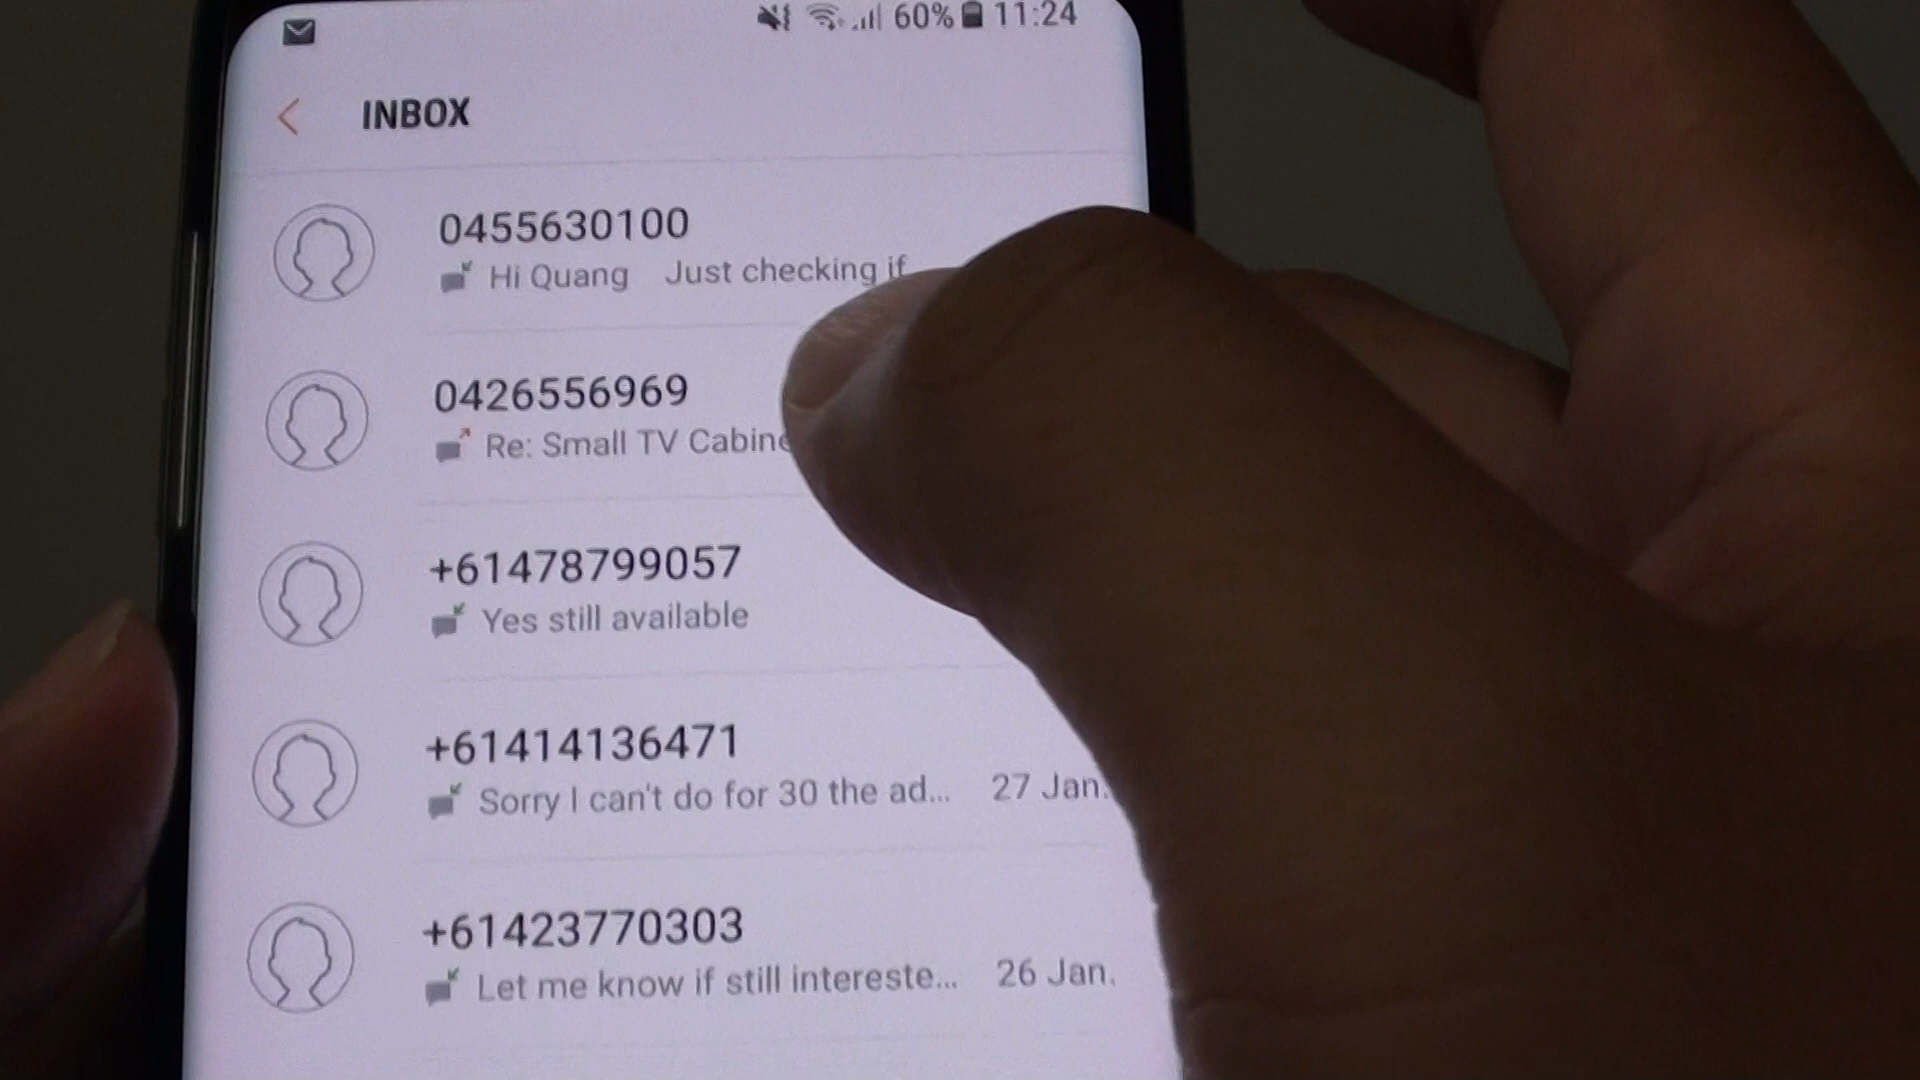 60% 11:24
INBOX
0455630100
Hi Quang Just checking if
0426556969
Re: Small TV Cabine
+61478799057
Yes still available
+61414136471
Sorry I can't do for 30 the ad... 27 Jan.
+61423770303
Let me know if still intereste... 26 Jan.